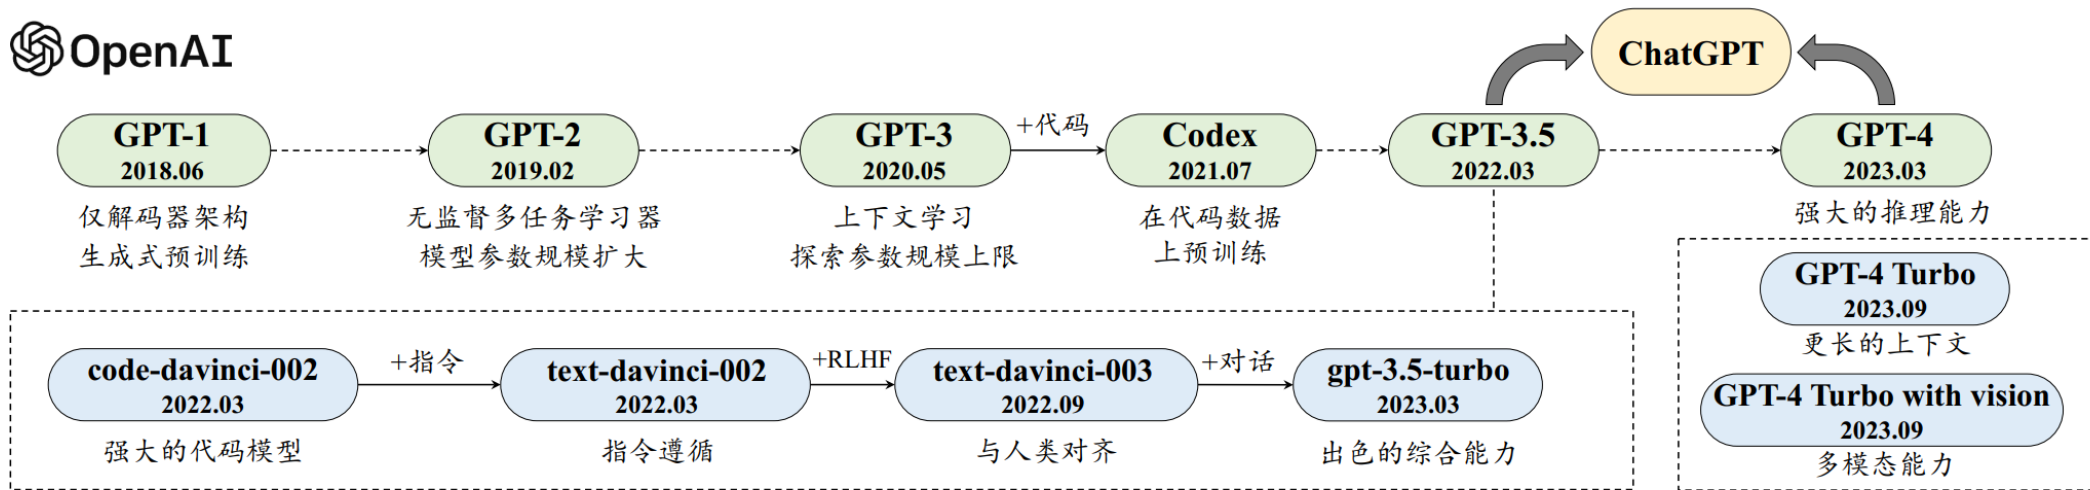 OpenAI
ChatGPT
GPT-1
2018.06
仅解码器架构
生成式预训练
GPT-2
2019.02
无监督多任务学习器
模型参数规模扩大
GPT-3
2020.05
上下文学习
探索参数规模上限
+代码
Codex
2021.07
在代码数据
上预训练
GPT-3.5
2022.03
GPT-4
2023.03
强大的推理能力
code-davinci-002
2022.03
强大的代码模型
+指令
text-davinci-002
2022.03
指令遵循
+RLHF
text-davinci-003
2022.09
与人类对齐
+对话
gpt-3.5-turbo
2023.03
出色的综合能力
GPT-4 Turbo
2023.09
更长的上下文
GPT-4 Turbo with vision
2023.09
多模态能力